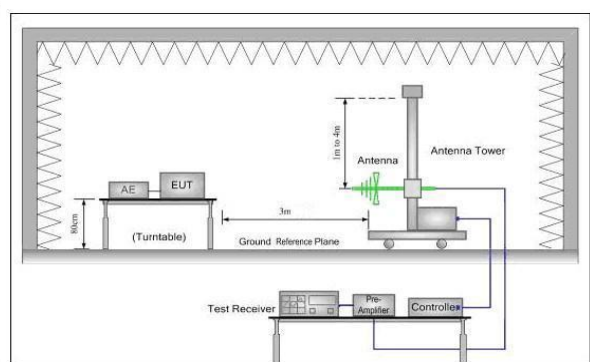 1m to 4m
Antenna
Antenna Tower
AE
EUT
3m
80cm
(Turntable)
Ground Reference Plane
Test Receiver
Pre-
Amplifier
Controller